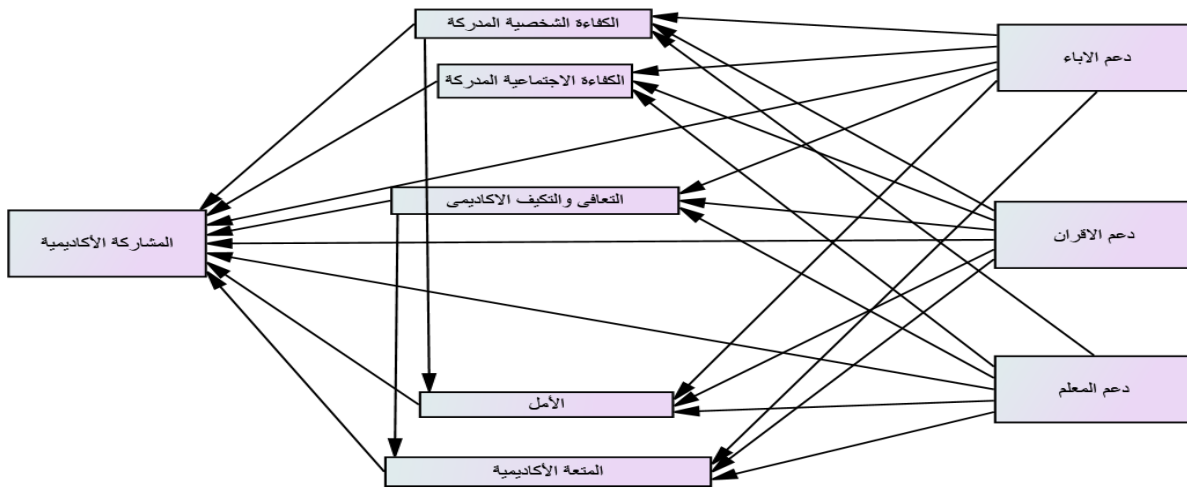 الكفاءة الشخصية المدركة
دعم الاباء
الكفاءة الاجتماعية المدركة
التعافى والتكيف الاكاديمى
المشاركة الأكاديمية
دعم الاقران
دعم المعلم
الأمل
المتعة الأكاديمية